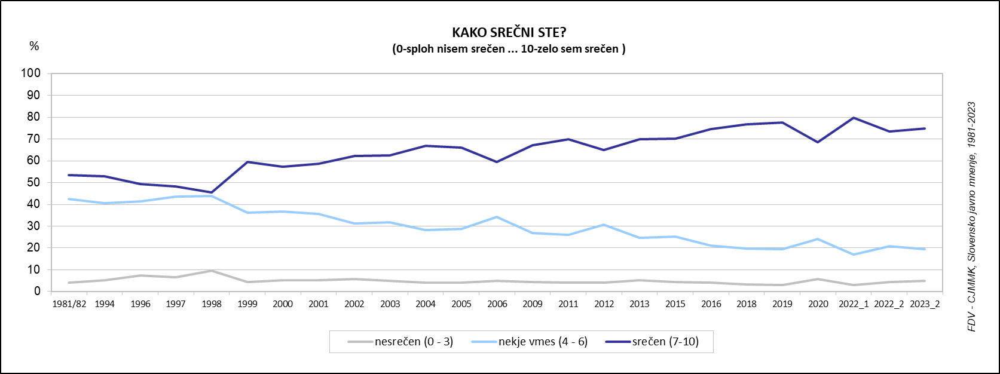 KAKO SREČNI STE?
(0-sploh nisem srečen ... 10-zelo sem srečen )
%
100
90
80
70
60
50
40
30
20
10
0
1981/82 1994 1996 1997 1998 1999 2000 2001 2002 2003 2004 2005 2006 2009 2011 2012 2013 2015 2016 2018 2019 2020 2022_1 2022_2 2023_2
nesrečen (0 - 3) nekje vmes (4 - 6) srečen (7-10)
FDV - CJMMK, Slovensko javno mnenje, 1981-2023